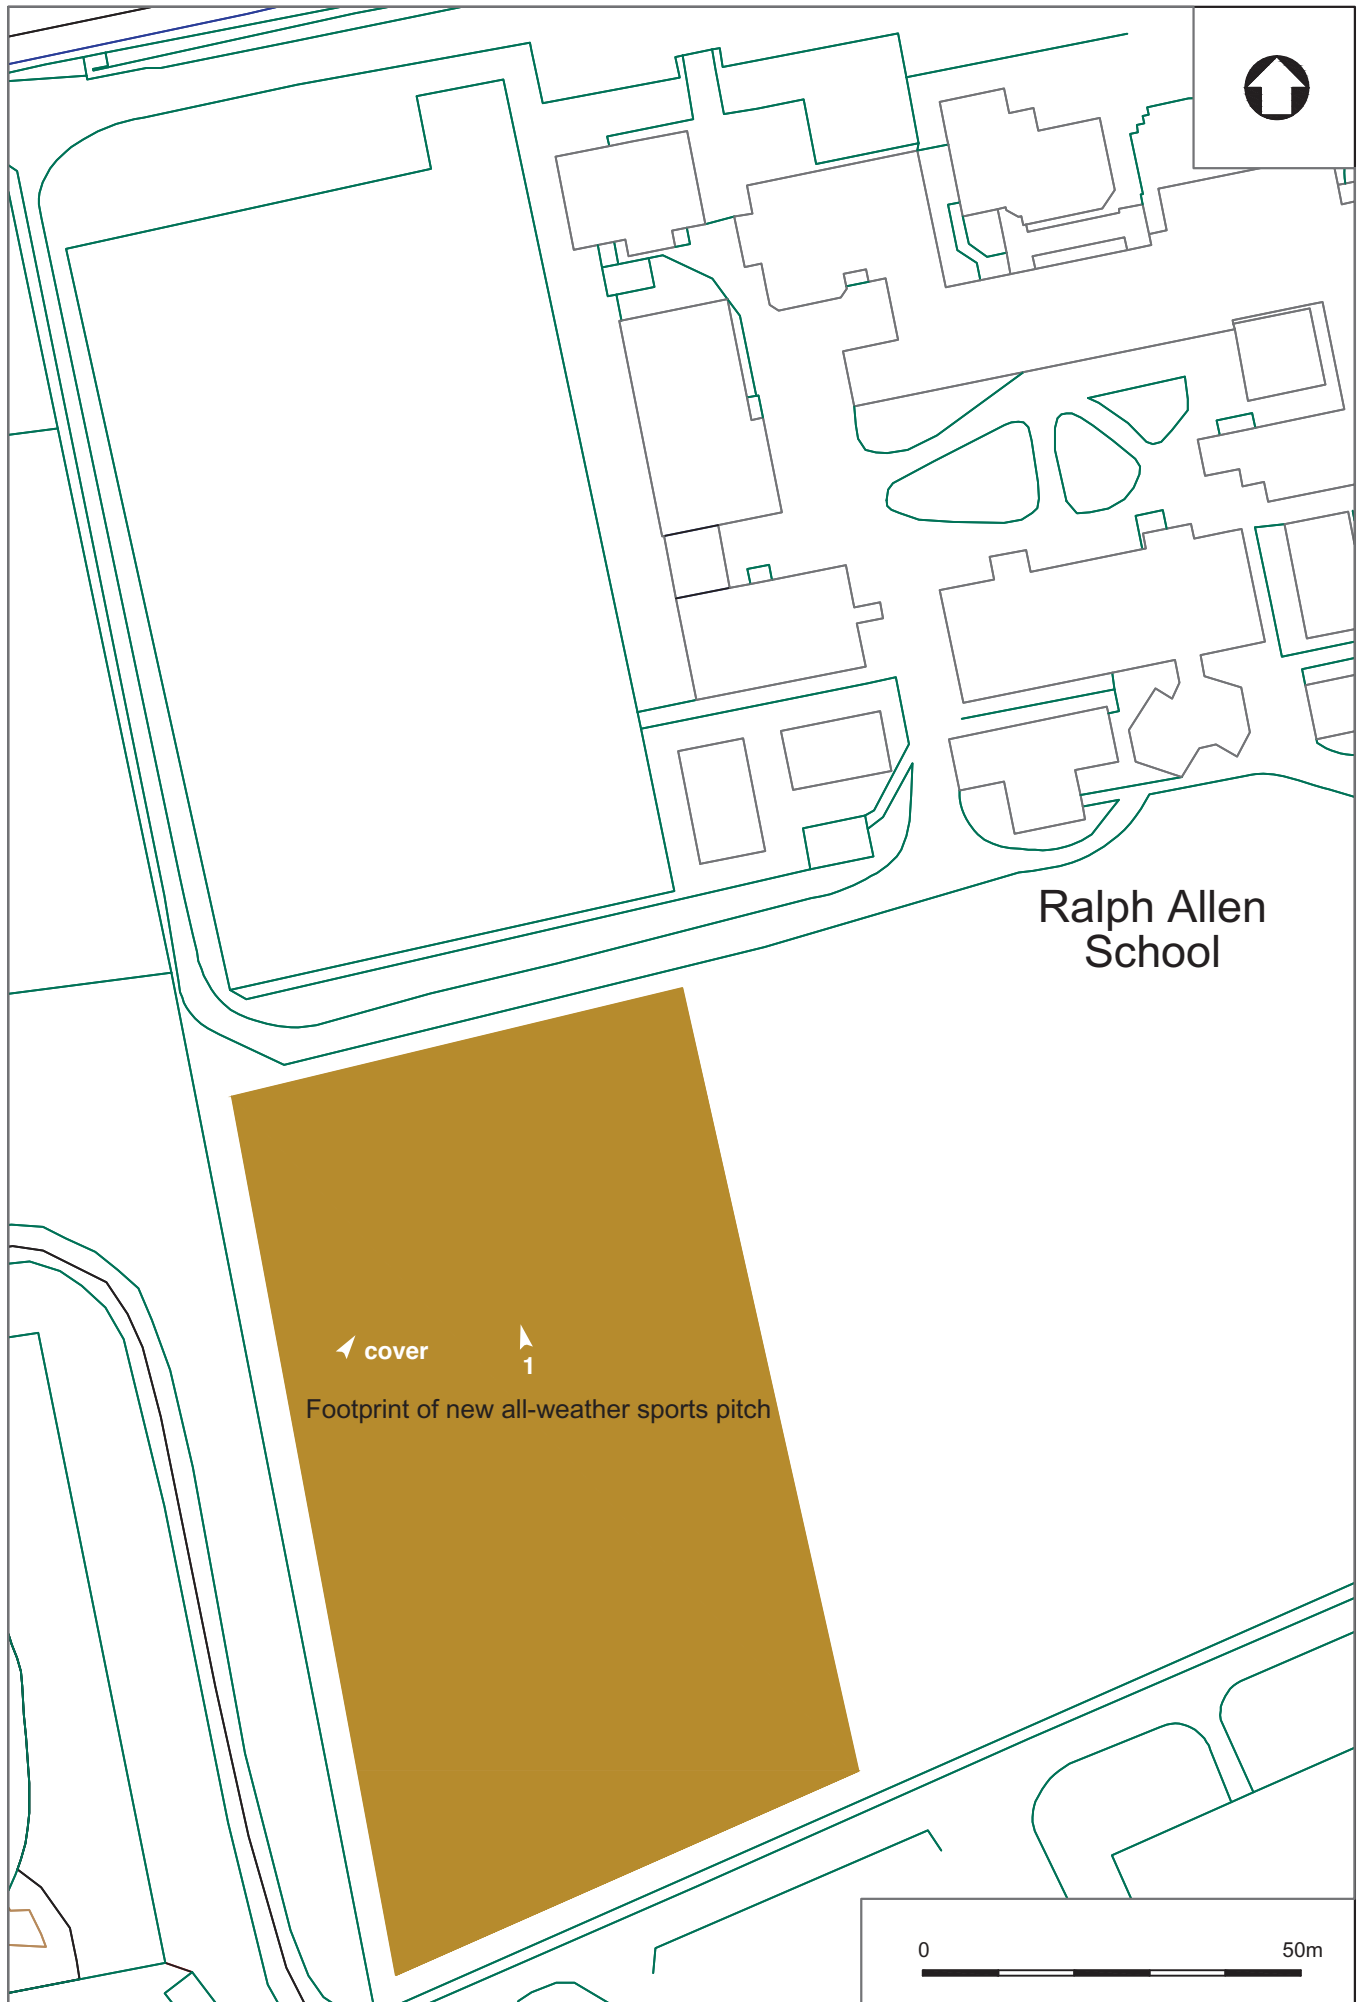 Ralph Allen
School
cover
1
Footprint of new all-weather sports pitch
0 50m